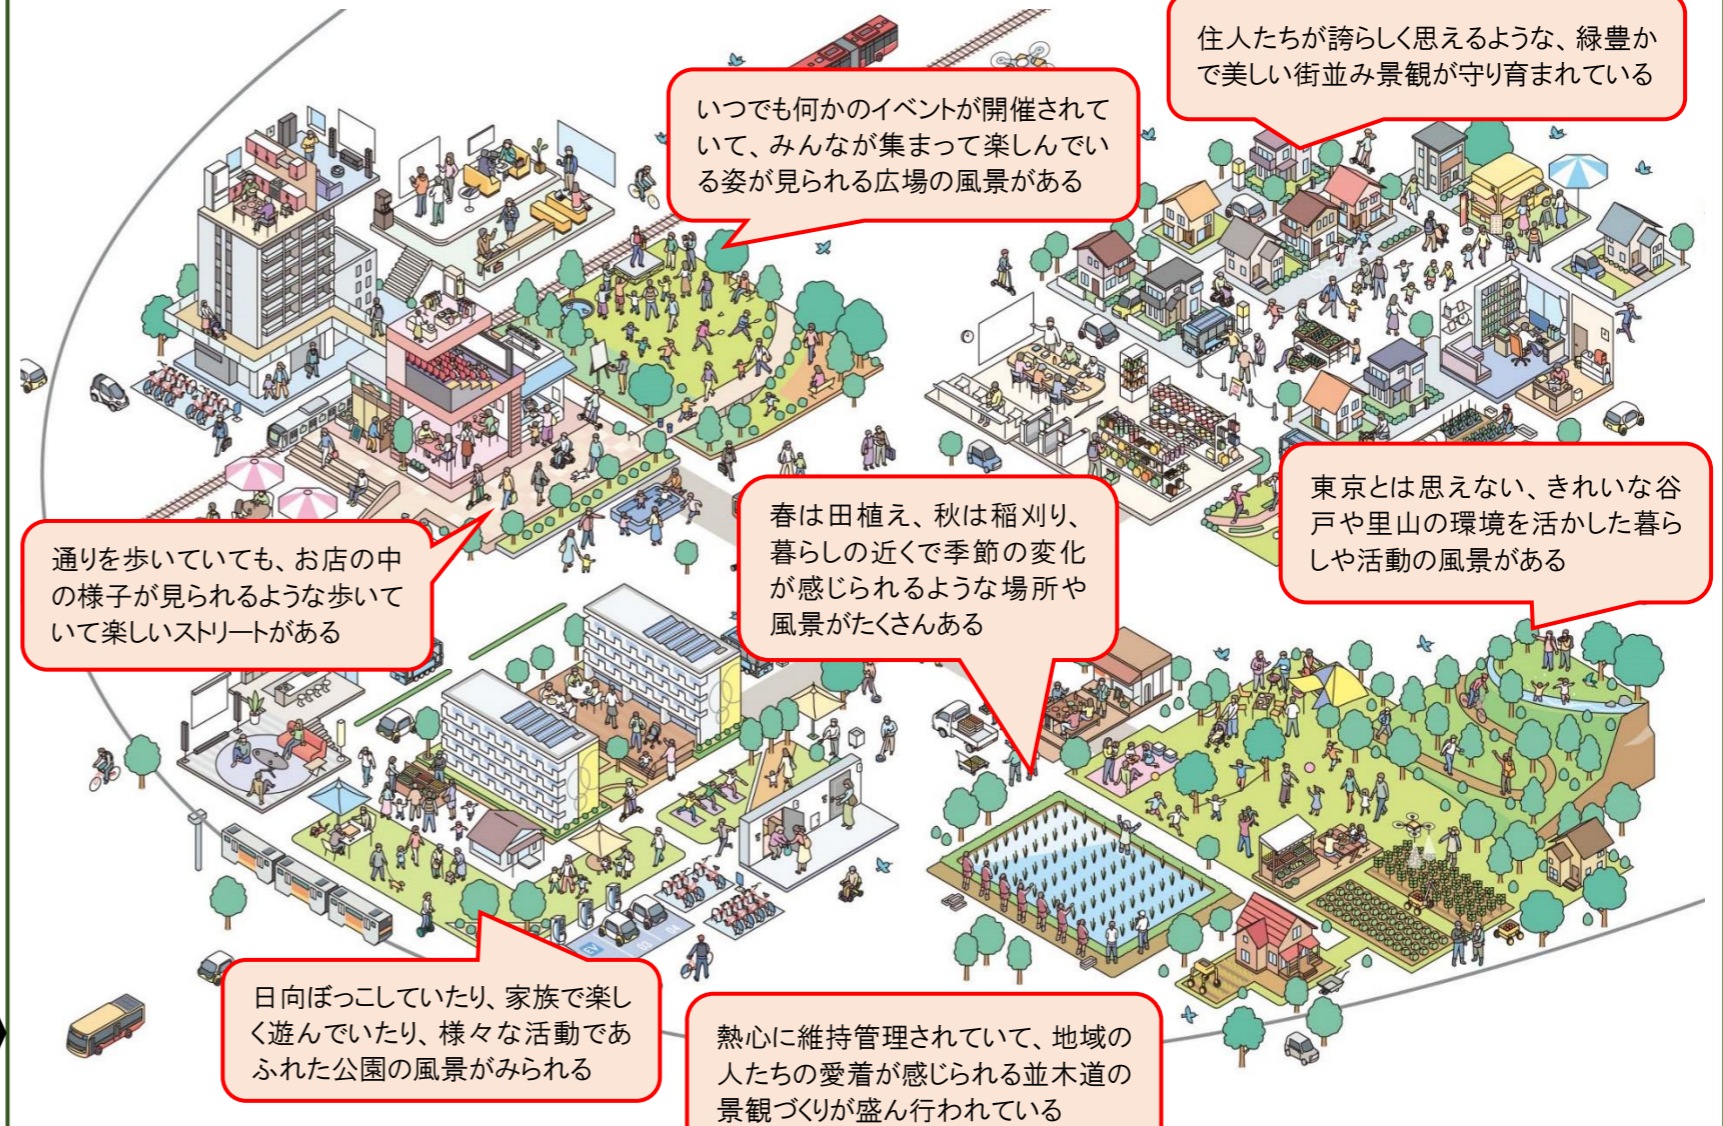 住人たちが誇らしく思えるような、緑豊か
で美しい街並み景観が守り育まれている
いつでも何かのイベントが開催されて
いて、みんなが集まって楽しんでい
る姿が見られる広場の風景がある
東京とは思えない、きれいな谷
戸や里山の環境を活かした暮ら
しや活動の風景がある
春は田植え、秋は稲刈り、
暮らしの近くで季節の変化
が感じられるような場所や
風景がたくさんある
通りを歩いていても、お店の中
の様子が見られるような歩いて
いて楽しいストリートがある
日向ぼっこしていたり、家族で楽し
く遊んでいたり、様々な活動であ
ふれた公園の風景がみられる
熱心に維持管理されていて、地域の
人たちの愛着が感じられる並木道の
景観づくりが盛ん行われている
EV 03 04